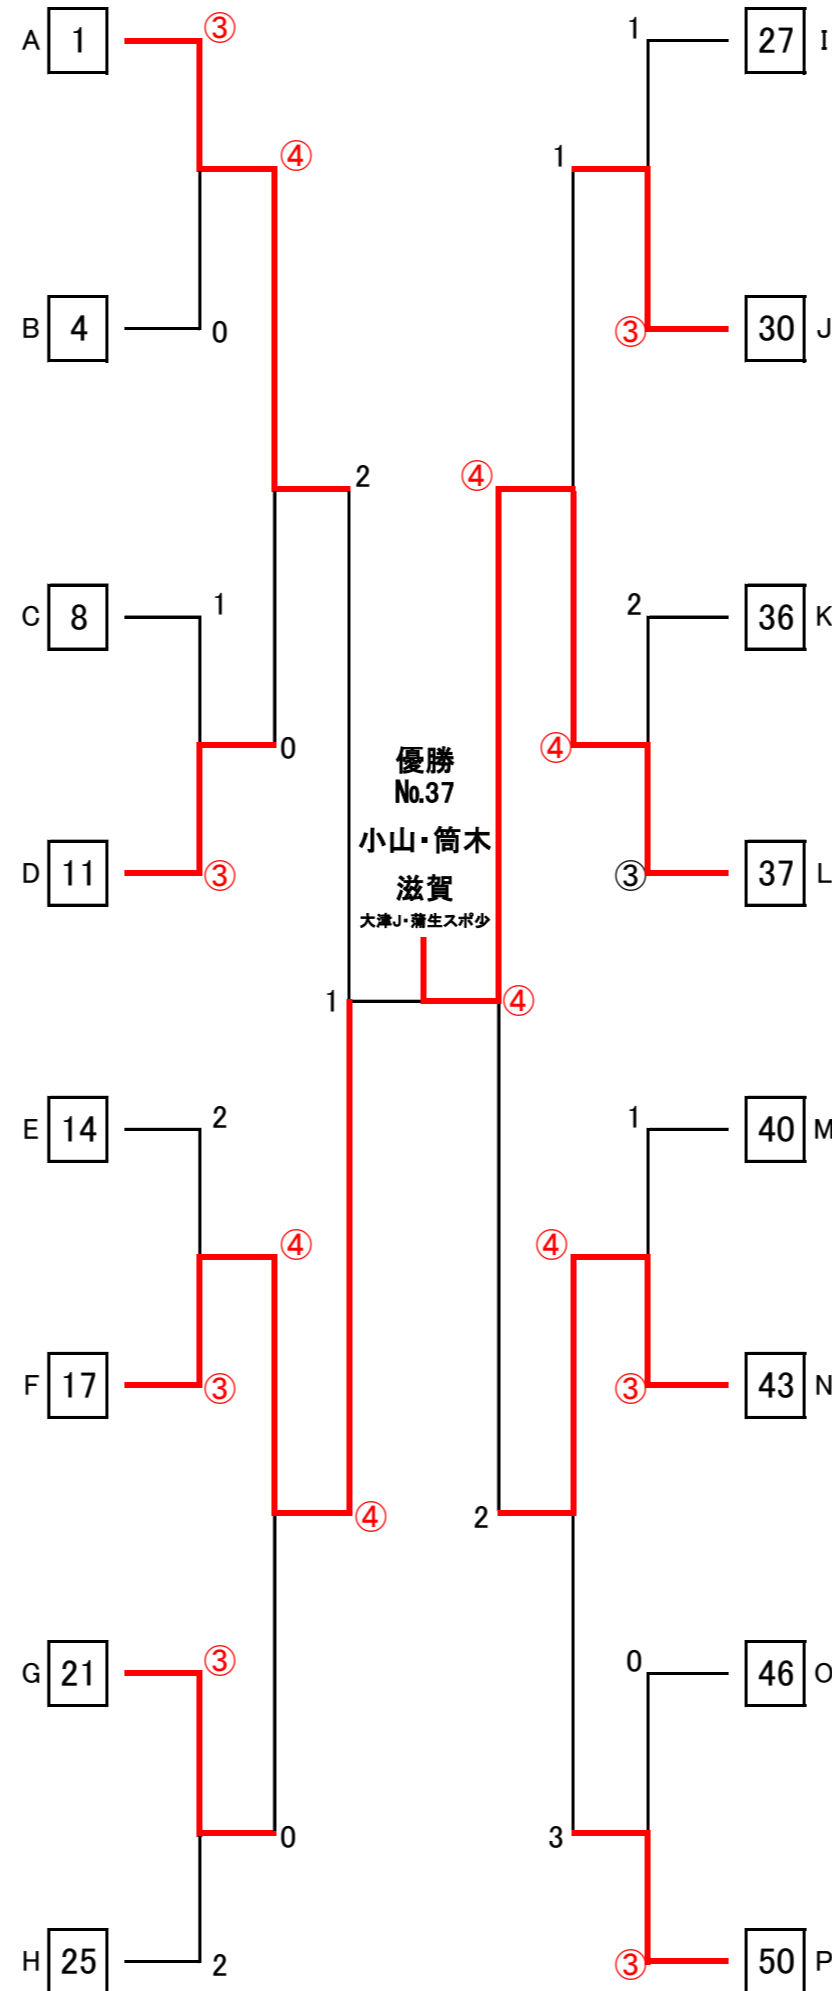 A 1 ③ 1 27 I
④ 1
B 4 0 ③ 30 J
2 ④
C 8 1 2 36 K
0 ④
優勝
№37
小山・筒木
滋賀
大津J・蒲生スポ少
D 11 ③ ③ 37 L
1 ④
E 14 2 1 40 M
④ ④
F 17 ③ ③ 43 N
④ 2
G 21 ③ 0 46 O
0 3
H 25 2 ③ 50 P